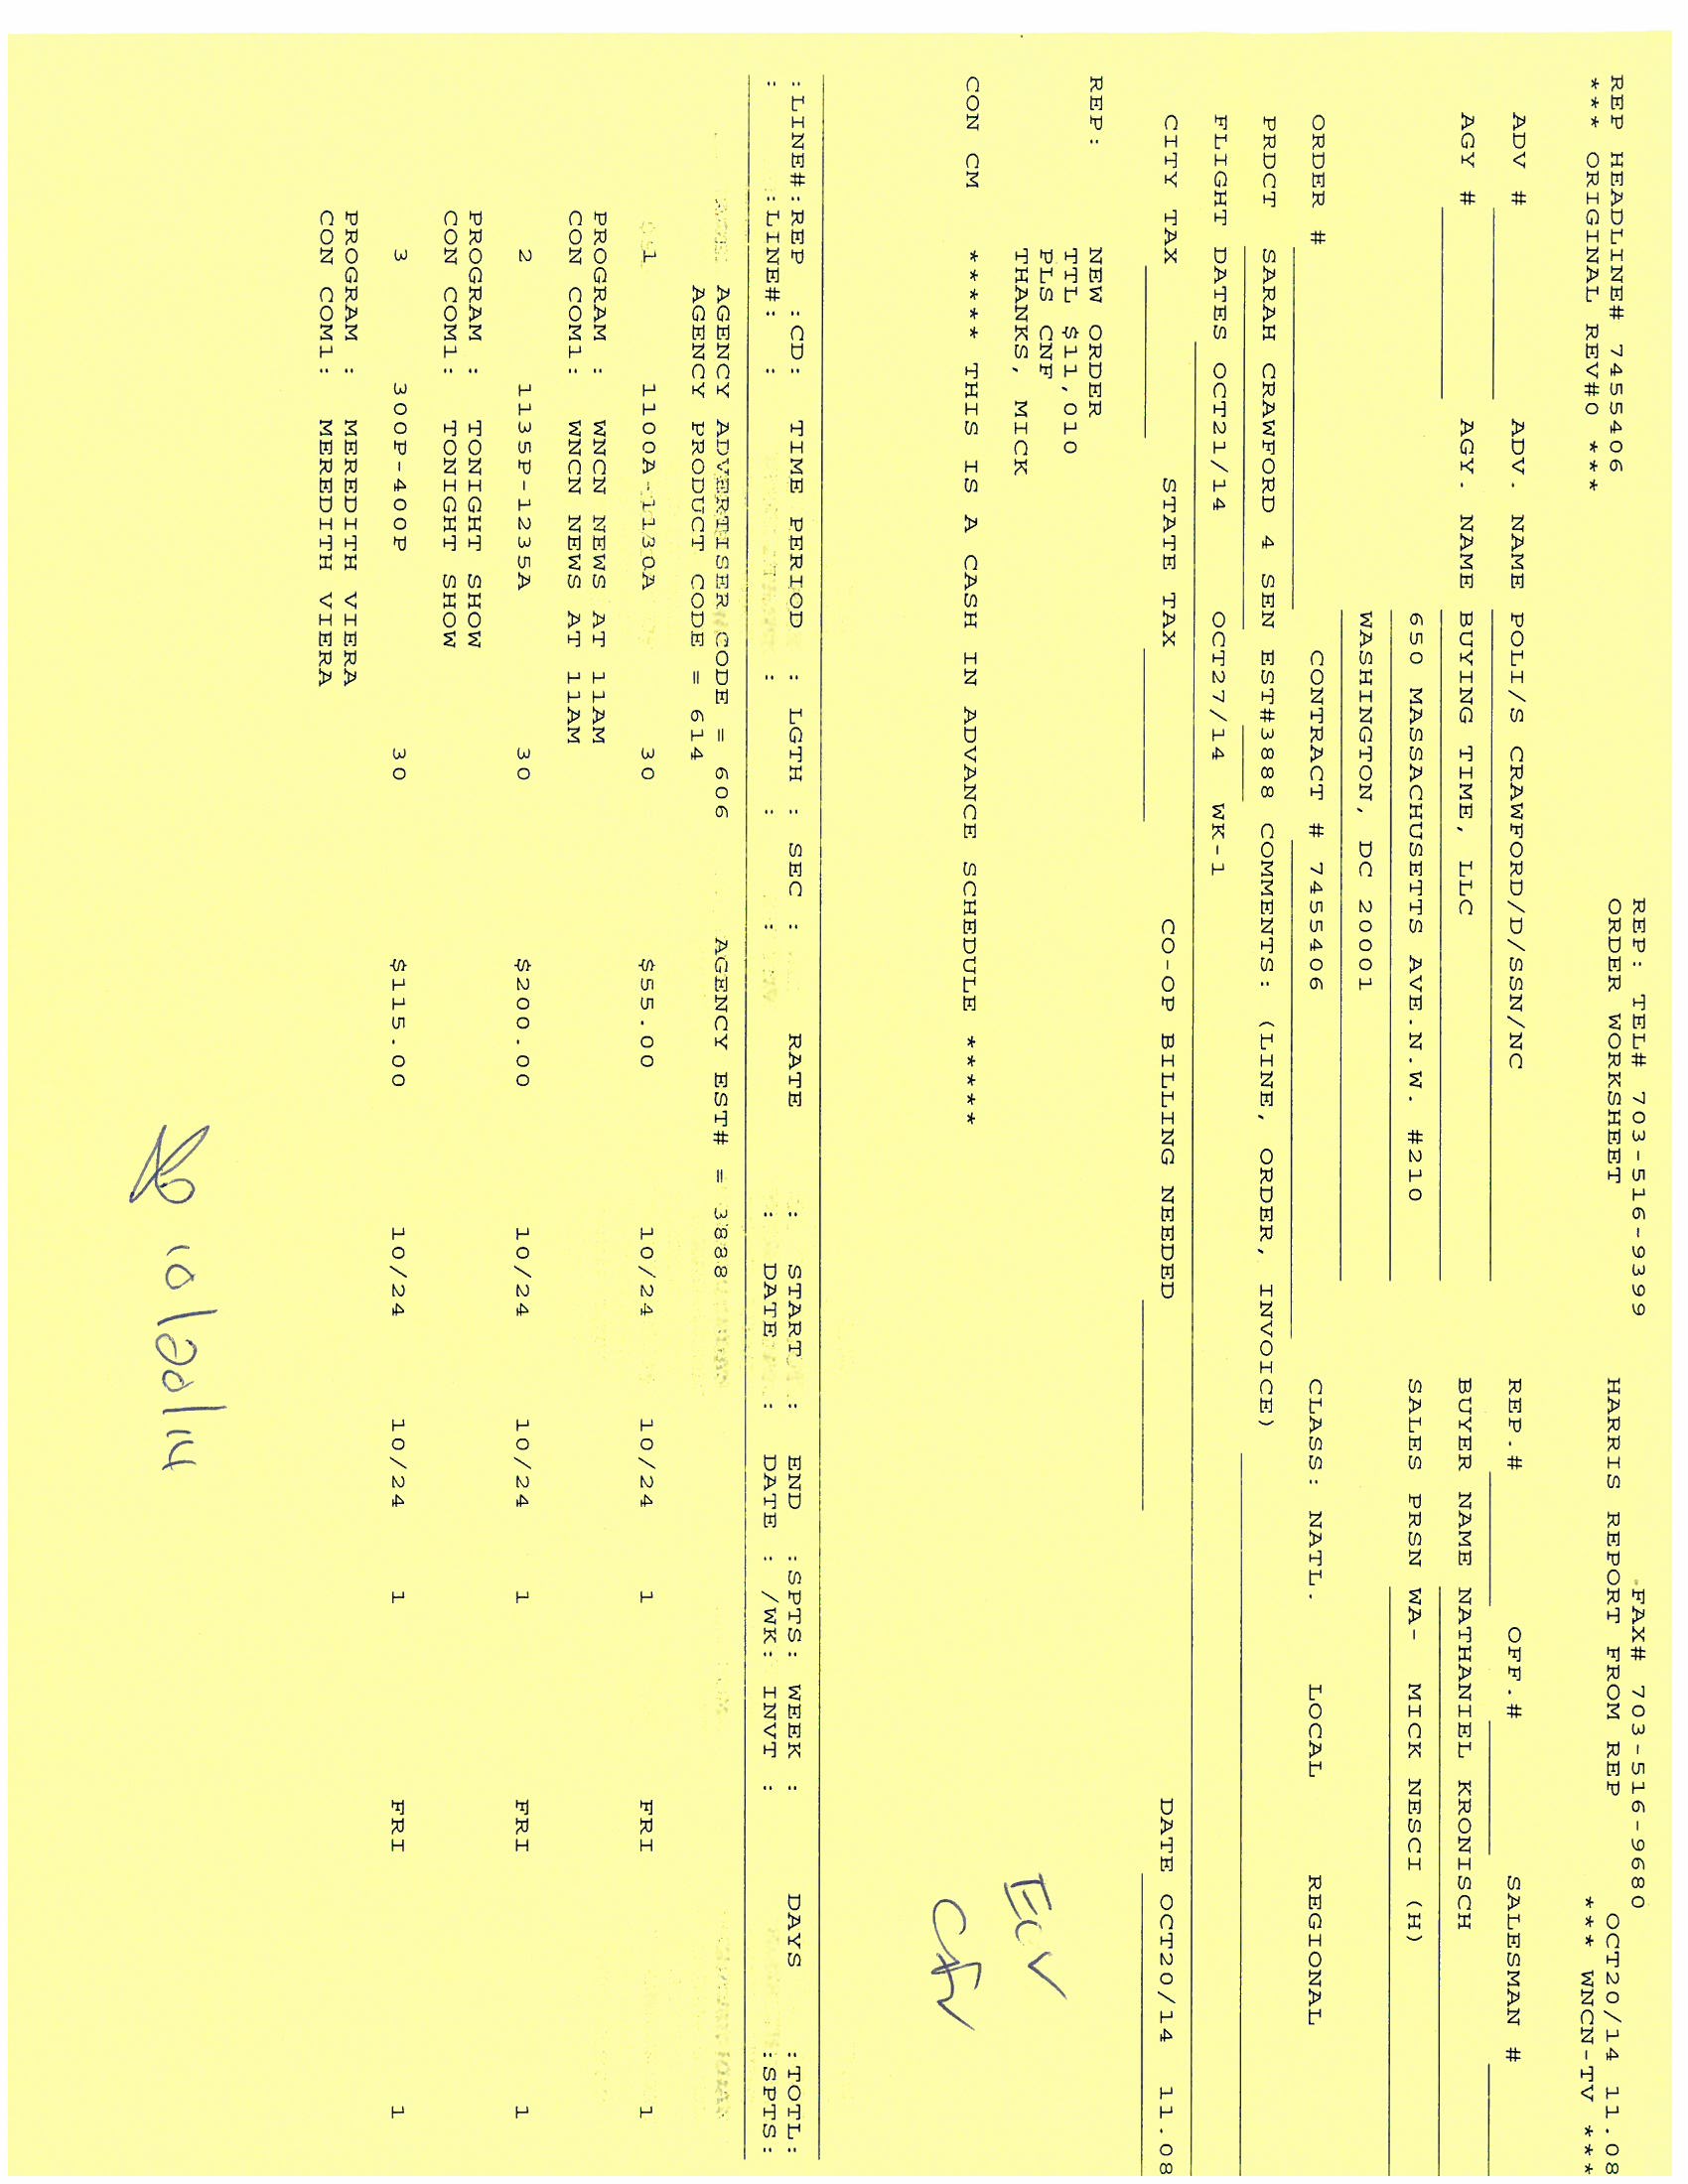 REP: TEL# 703-516-9399 FAX# 703-516-9680
REP HEADLINE# 7455406 ORDER WORKSHEET HARRIS REPORT FROM REP OCT20/14 11.08
*** ORIGINAL REV#0 *** *** WNCN-TV ***
ADV # ADV. NAME POLI/S CRAWFORD/D/SSN/NC REP.# OFF.# SALESMAN #
AGY # AGY. NAME BUYING TIME, LLC BUYER NAME NATHANIEL KRONISCH
650 MASSACHUSETTS AVE.N.W. #210 SALES PRSN WA- MICK NESCI (H)
WASHINGTON, DC 20001
ORDER # CONTRACT # 7455406 CLASS: NATL. LOCAL REGIONAL
PRDCT SARAH CRAWFORD 4 SEN EST#3888 COMMENTS: (LINE, ORDER, INVOICE)
FLIGHT DATES OCT21/14 OCT27/14 WK-1
CITY TAX STATE TAX CO-OP BILLING NEEDED DATE OCT20/14 11.08
REP: NEW ORDER
TTL $11,010
PLS CNF
THANKS, MICK
ECV
CON CM ***** THIS IS A CASH IN ADVANCE SCHEDULE *****
:LINE#:REP :CD: TIME PERIOD : LGTH : SEC : RATE : START : END :SPTS: WEEK : DAYS :TOTL:
: :LINE#: : : : : : DATE : DATE : /WK: INVT : :SPTS:
AGENCY ADVERTISER CODE = 606 AGENCY EST# = 3888
AGENCY PRODUCT CODE = 614
1 1100A-1130A 30 $55.00 10/24 10/24 1 FRI 1
PROGRAM : WNCN NEWS AT 11AM
CON COM1: WNCN NEWS AT 11AM
2 1135P-1235A 30 $200.00 10/24 10/24 1 FRI 1
PROGRAM : TONIGHT SHOW
CON COM1: TONIGHT SHOW
3 300P-400P 30 $115.00 10/24 10/24 1 FRI 1
PROGRAM : MEREDITH VIERA
CON COM1: MEREDITH VIERA
10/20/14